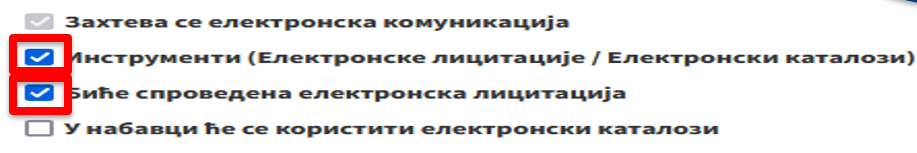 Захтева се електронска комуникација
Инструменти (Електронске лицитације / Електронски каталози)
Биће спроведена електронска лицитација
У набавци ће се користити електронски каталози